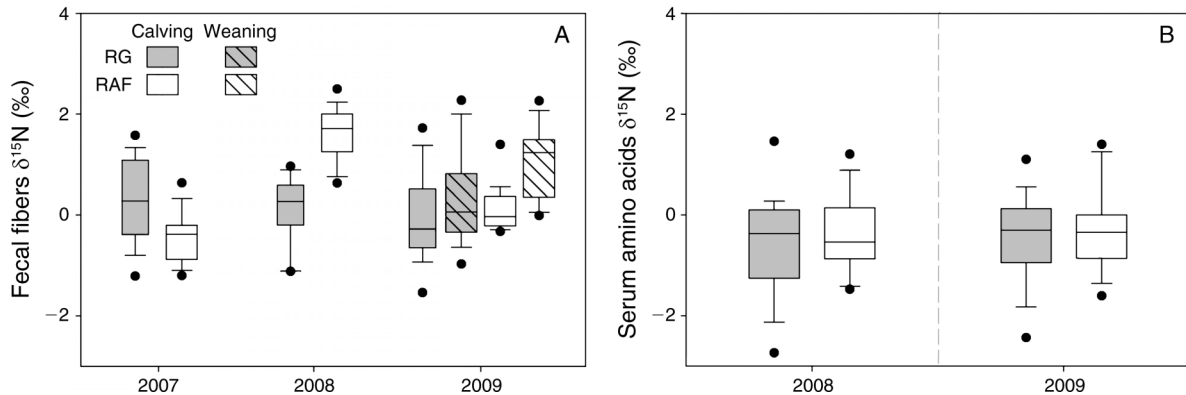 A
Calving Weaning
RG
RAF
Fecal fibers δ¹⁵N (‰)
4
2
0
−2
2007 2008 2009
B
Serum amino acids δ¹⁵N (‰)
4
2
0
−2
2008 2009